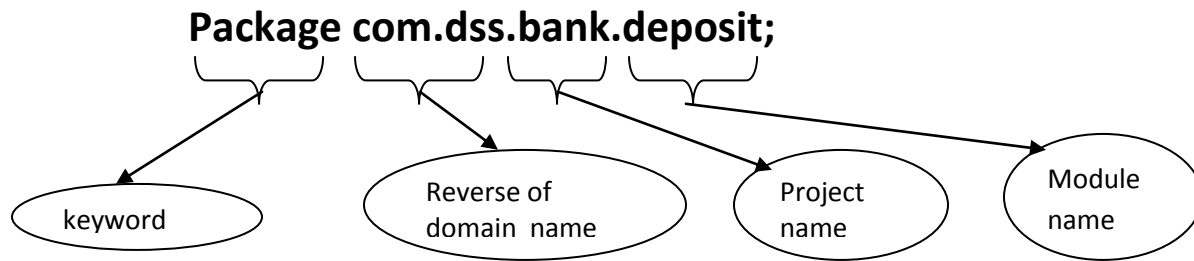 Package com.dss.bank.deposit;
keyword
Reverse of
domain name
Project
name
Module
name